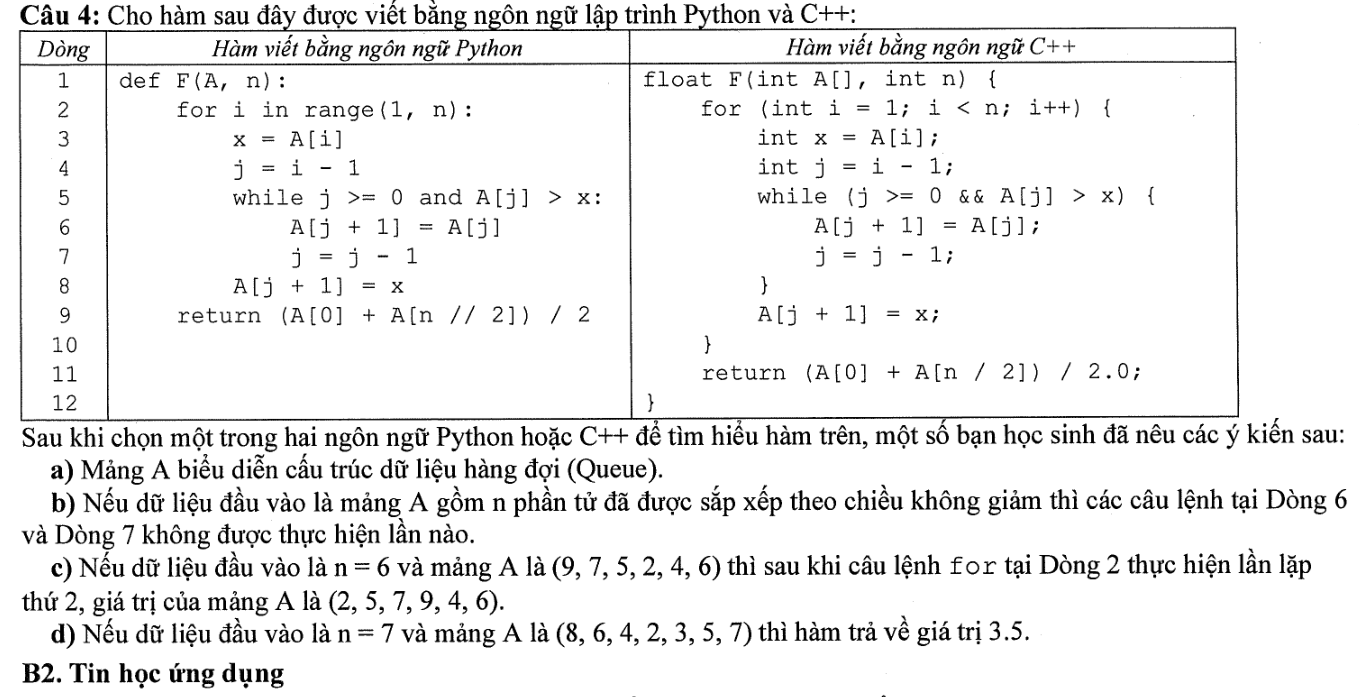 Câu 4: Cho hàm sau đây được viết bằng ngôn ngữ lập trình Python và C++:
Dòng Hàm viết bằng ngôn ngữ Python Hàm viết bằng ngôn ngữ C++
1 def F(A, n): float F(int A[], int n) {
2 for i in range(1, n): for (int i = 1; i < n; i++) {
3 x = A[i] int x = A[i];
4 j = i - 1 int j = i - 1;
5 while j >= 0 and A[j] > x: while (j >= 0 && A[j] > x) {
6 A[j + 1] = A[j] A[j + 1] = A[j];
7 j = j - 1 j = j - 1;
8 A[j + 1] = x }
9 return (A[0] + A[n // 2]) / 2 A[j + 1] = x;
10 }
11 return (A[0] + A[n / 2]) / 2.0;
12 }
Sau khi chọn một trong hai ngôn ngữ Python hoặc C++ để tìm hiểu hàm trên, một số bạn học sinh đã nêu các ý kiến sau:
a) Mảng A biểu diễn cấu trúc dữ liệu hàng đợi (Queue).
b) Nếu dữ liệu đầu vào là mảng A gồm n phần tử đã được sắp xếp theo chiều không giảm thì các câu lệnh tại Dòng 6
và Dòng 7 không được thực hiện lần nào.
c) Nếu dữ liệu đầu vào là n = 6 và mảng A là (9, 7, 5, 2, 4, 6) thì sau khi câu lệnh for tại Dòng 2 thực hiện lần lặp
thứ 2, giá trị của mảng A là (2, 5, 7, 9, 4, 6).
d) Nếu dữ liệu đầu vào là n = 7 và mảng A là (8, 6, 4, 2, 3, 5, 7) thì hàm trả về giá trị 3.5.
B2. Tin học ứng dụng